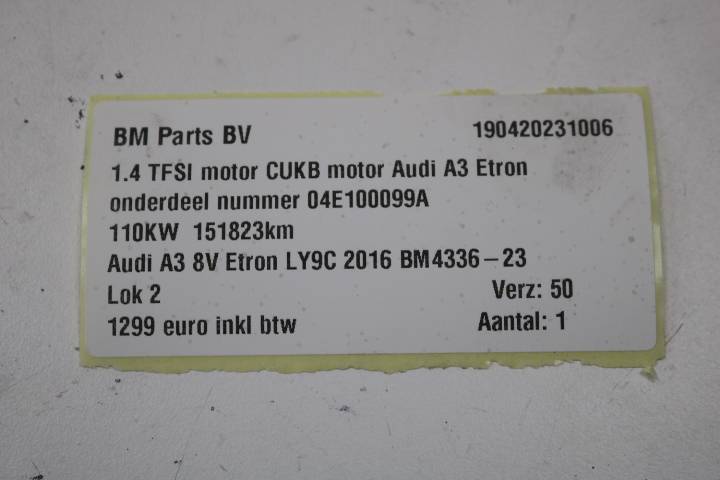 BM Parts BV 190420231006
1.4 TFSI motor CUKB motor Audi A3 Etron
onderdeel nummer 04E100099A
110KW 151823km
Audi A3 8V Etron LY9C 2016 BM4336-23
Lok 2 Verz: 50
1299 euro inkl btw Aantal: 1